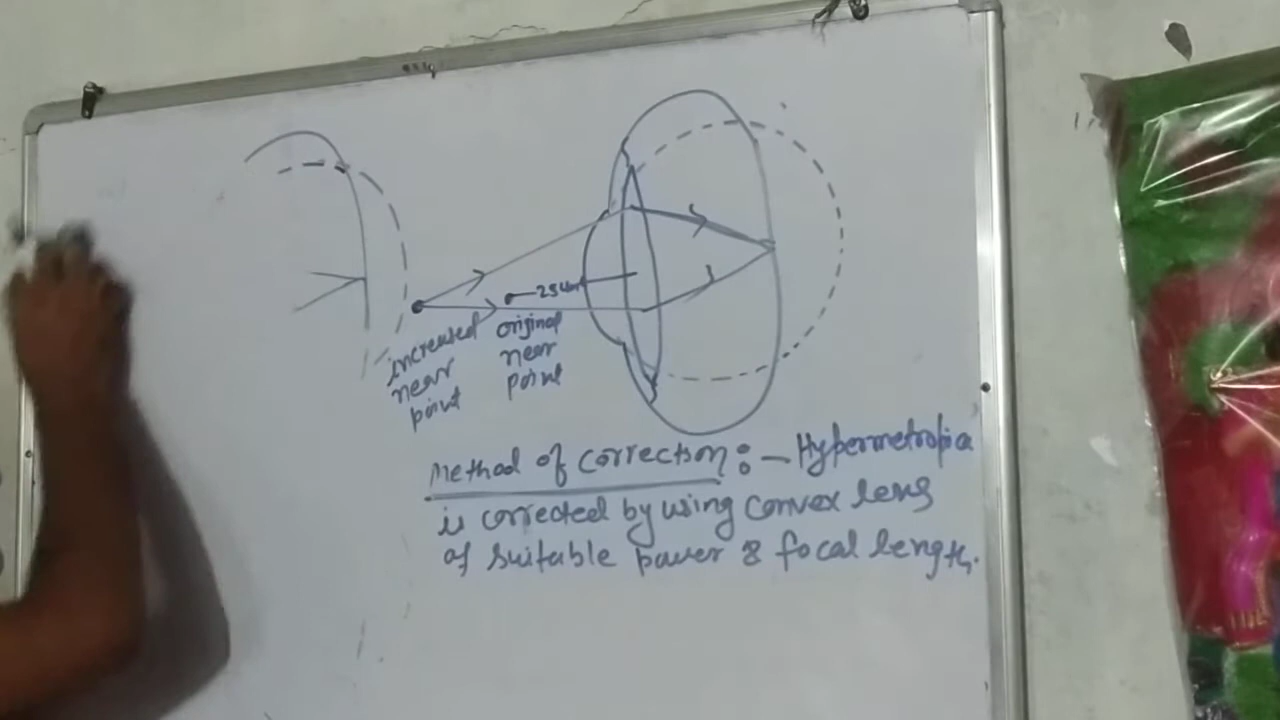 25cm
increased
near
point
original
near
point
Method of correction :- Hypermetropia
is corrected by using convex lens
of suitable power & focal length.